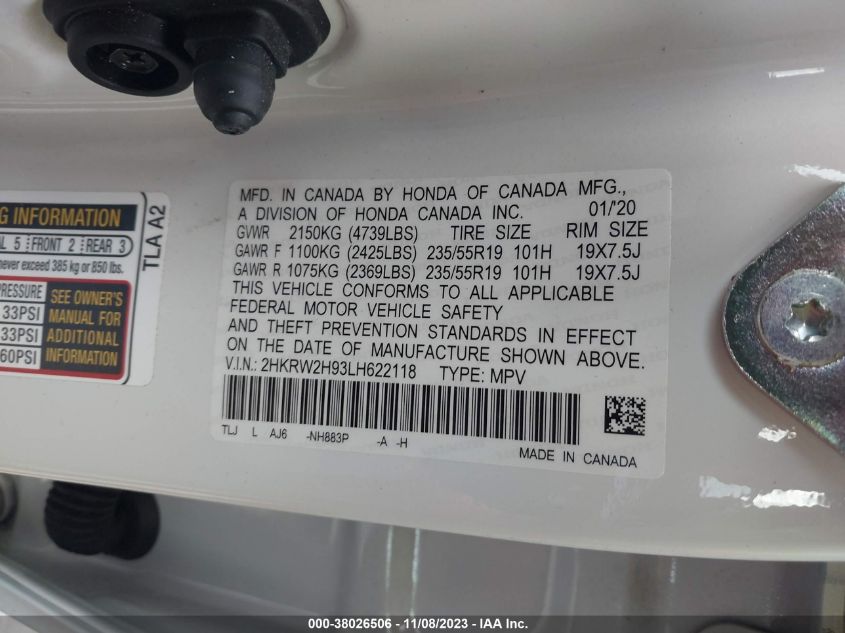 MFD. IN CANADA BY HONDA OF CANADA MFG.,
A DIVISION OF HONDA CANADA INC. 01/'20
GVWR 2150KG (4739LBS) TIRE SIZE RIM SIZE
GAWR F 1100KG (2425LBS) 235/55R19 101H 19X7.5J
GAWR R 1075KG (2369LBS) 235/55R19 101H 19X7.5J
THIS VEHICLE CONFORMS TO ALL APPLICABLE
FEDERAL MOTOR VEHICLE SAFETY
AND THEFT PREVENTION STANDARDS IN EFFECT
ON THE DATE OF MANUFACTURE SHOWN ABOVE.
V.I.N.: 2HKRW2H93LH622118 TYPE: MPV
TLJ L AJ6 -NH883P -A -H
MADE IN CANADA
G INFORMATION
AL 5 FRONT 2 REAR 3
never exceed 385 kg or 850 lbs.
PRESSURE
33PSI
33PSI
60PSI
SEE OWNER'S
MANUAL FOR
ADDITIONAL
INFORMATION
TLA A2
000-38026506 - 11/08/2023 - IAA Inc.